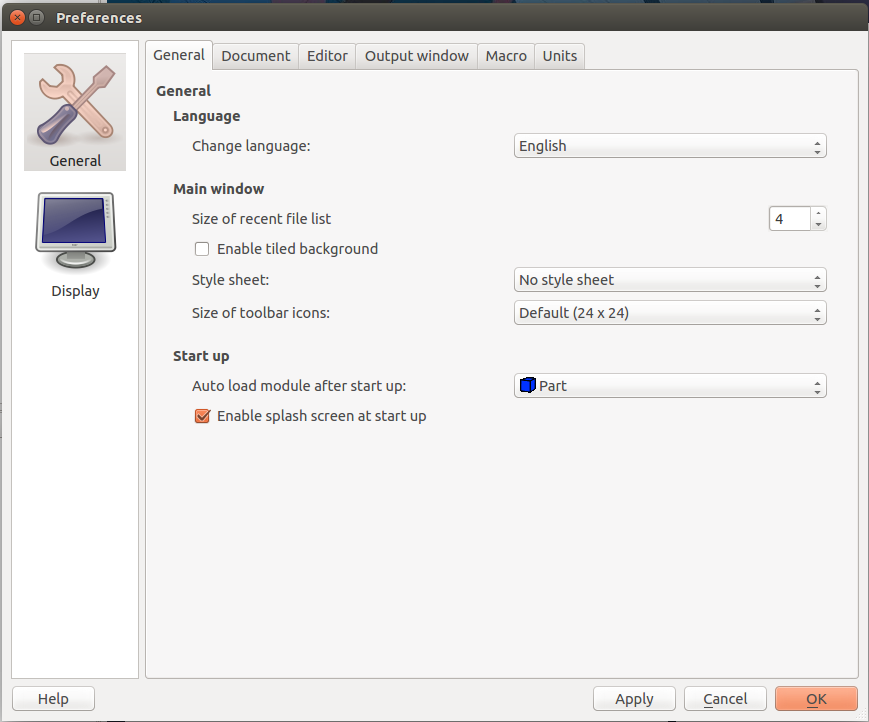 Preferences
General Document Editor Output window Macro Units
General
Display
General
Language
Change language: English
Main window
Size of recent file list 4
Enable tiled background
Style sheet: No style sheet
Size of toolbar icons: Default (24 x 24)
Start up
Auto load module after start up: Part
Enable splash screen at start up
Help Apply Cancel OK